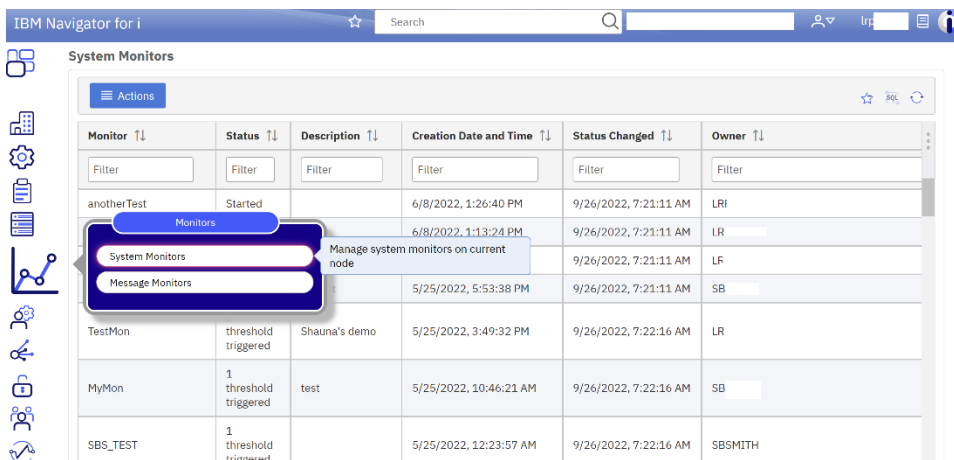 IBM Navigator for i
Search
lrp
System Monitors
Actions
SQL
Monitor Status Description Creation Date and Time Status Changed Owner
Filter Filter Filter Filter Filter Filter
anotherTest Started 6/8/2022, 1:26:40 PM 9/26/2022, 7:21:11 AM LRI
Monitors
6/8/2022, 1:13:24 PM 9/26/2022, 7:21:11 AM LR
System Monitors
Manage system monitors on current
node
9/26/2022, 7:21:11 AM LR
Message Monitors
5/25/2022, 5:53:38 PM 9/26/2022, 7:21:11 AM SB
TestMon
threshold
triggered
Shauna's demo 5/25/2022, 3:49:32 PM 9/26/2022, 7:22:16 AM LR
MyMon
1
threshold
triggered
test 5/25/2022, 10:46:21 AM 9/26/2022, 7:22:16 AM SB
SBS_TEST
1
threshold
triggered
5/25/2022, 12:23:57 AM 9/26/2022, 7:22:16 AM SBSMITH